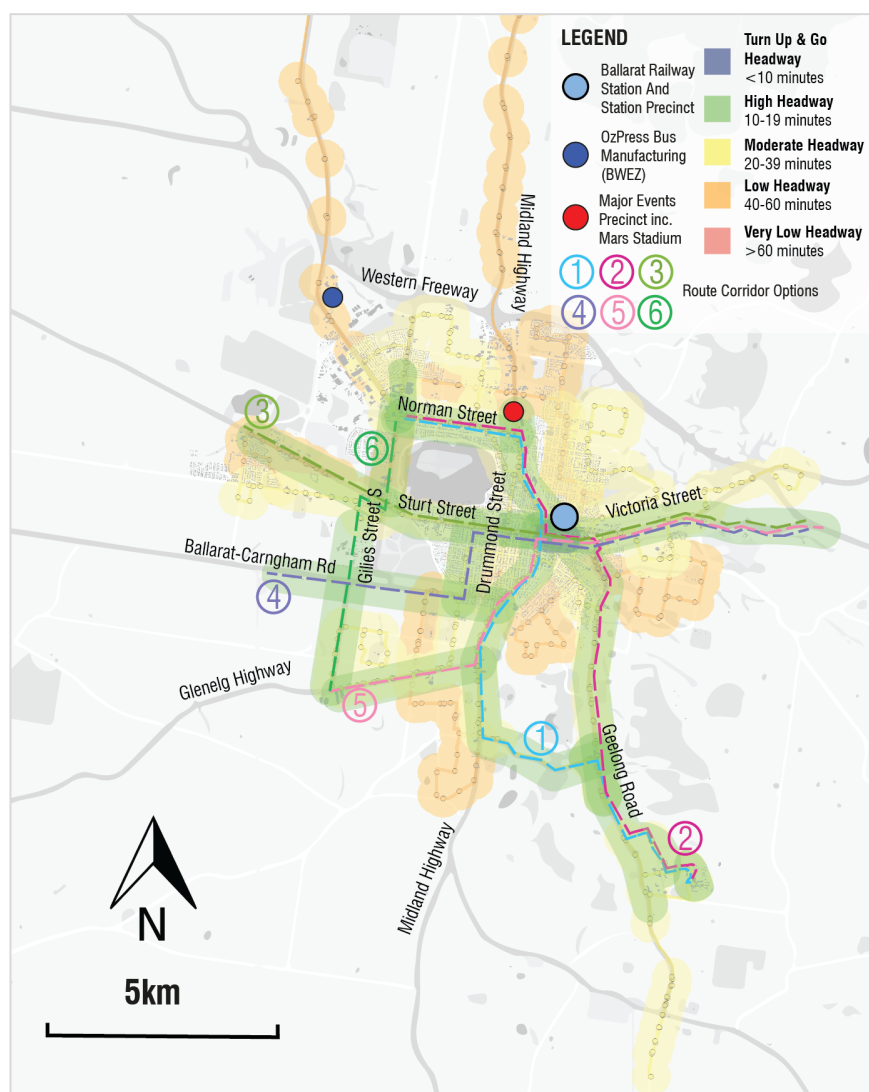 LEGEND
Ballarat Railway
Station And
Station Precinct
OzPress Bus
Manufacturing
(BWEZ)
Major Events
Precinct inc.
Mars Stadium
1 2 3
4 5 6
Route Corridor Options
Turn Up & Go
Headway
<10 minutes
High Headway
10-19 minutes
Moderate Headway
20-39 minutes
Low Headway
40-60 minutes
Very Low Headway
>60 minutes
Midland Highway
Western Freeway
Norman Street
3
6
Sturt Street
Victoria Street
Drummond Street
Gilies Street S
Ballarat-Carngham Rd
4
Glenelg Highway
5
1
Geelong Road
2
Midland Highway
N
5km